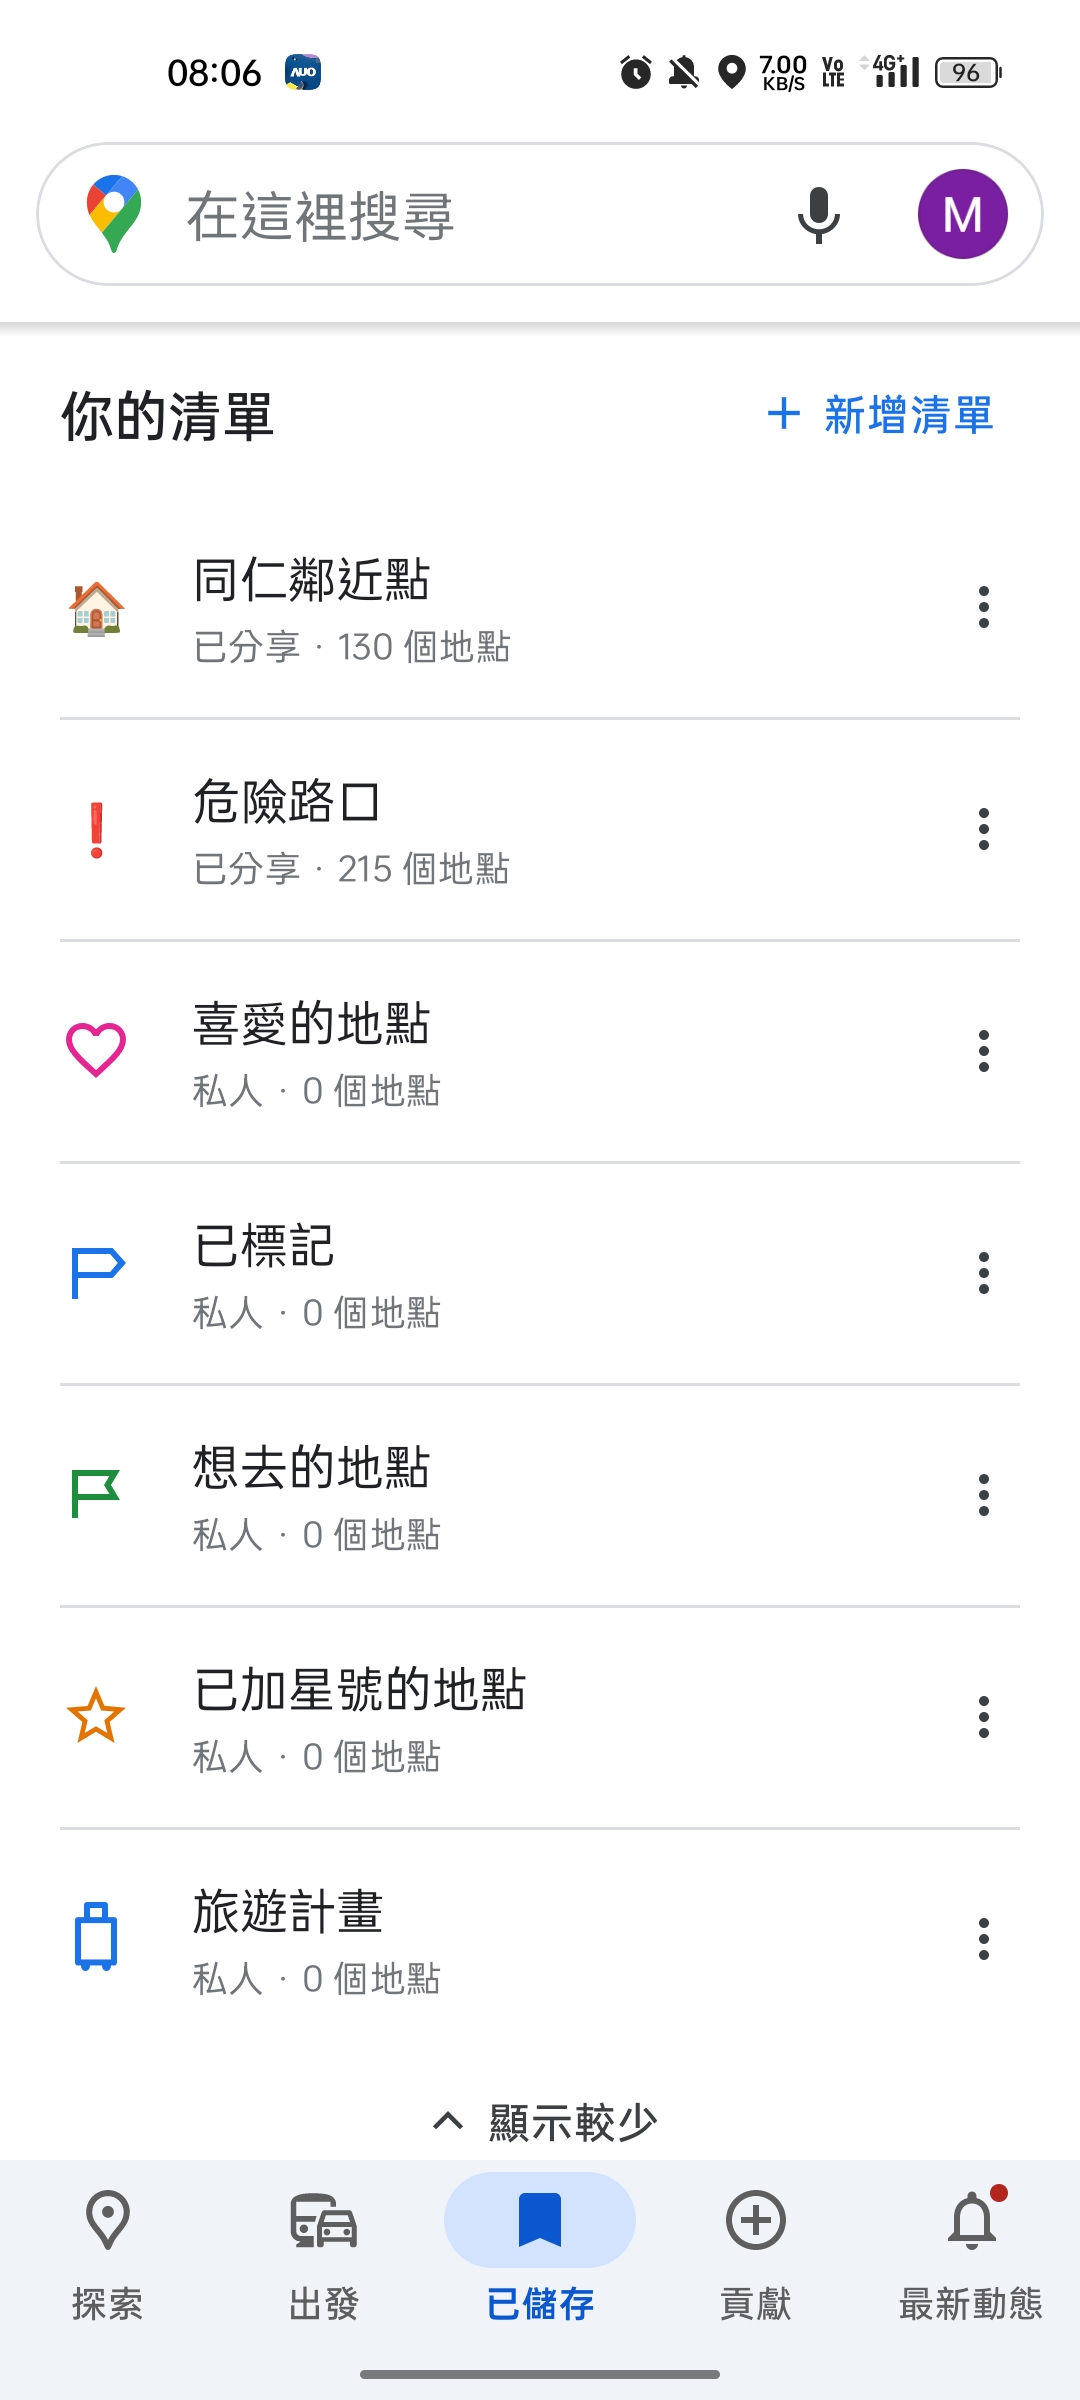 08:06
AUO
7.00
KB/S
Vo
LTE
4G+
96
在這裡搜尋
M
你的清單
+ 新增清單
同仁鄰近點
已分享 · 130 個地點
危險路口
已分享 · 215 個地點
喜愛的地點
私人 · 0 個地點
已標記
私人 · 0 個地點
想去的地點
私人 · 0 個地點
已加星號的地點
私人 · 0 個地點
旅遊計畫
私人 · 0 個地點
顯示較少
探索
出發
已儲存
貢獻
最新動態